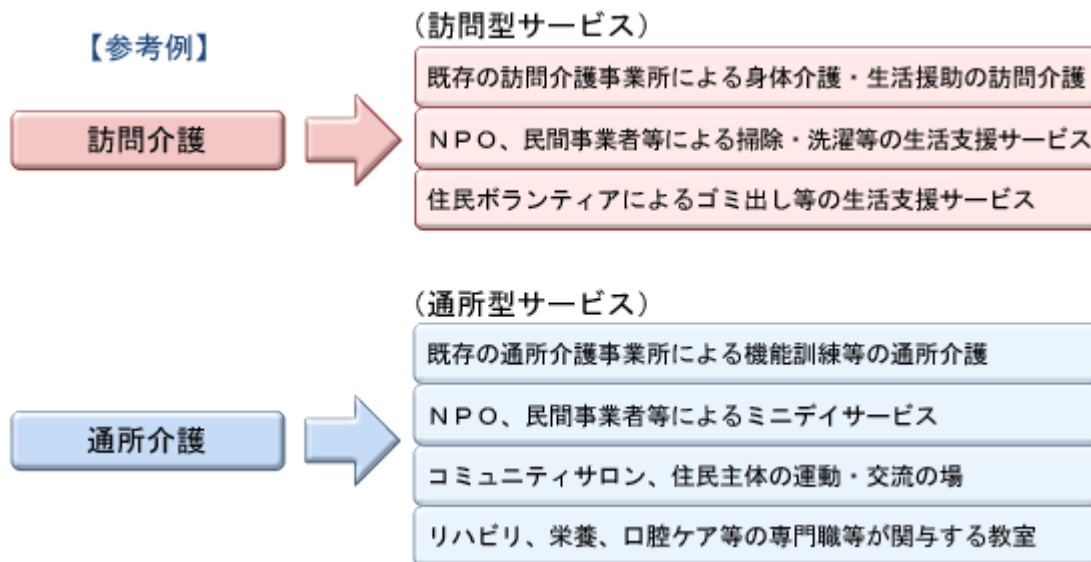 【参考例】
訪問介護
（訪問型サービス）
既存の訪問介護事業所による身体介護・生活援助の訪問介護
ＮＰＯ、民間事業者等による掃除・洗濯等の生活支援サービス
住民ボランティアによるゴミ出し等の生活支援サービス
通所介護
（通所型サービス）
既存の通所介護事業所による機能訓練等の通所介護
ＮＰＯ、民間事業者等によるミニデイサービス
コミュニティサロン、住民主体の運動・交流の場
リハビリ、栄養、口腔ケア等の専門職等が関与する教室